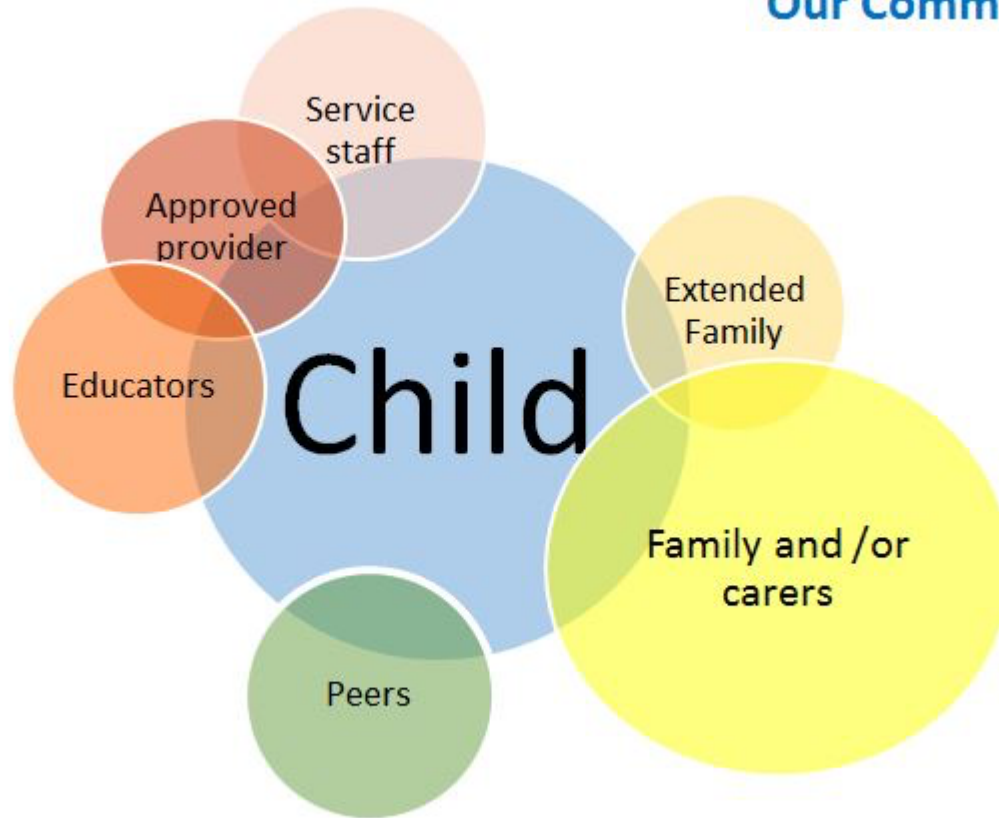 Our Comm
Service
staff
Approved
provider
Extended
Family
Educators
Child
Family and /or
carers
Peers